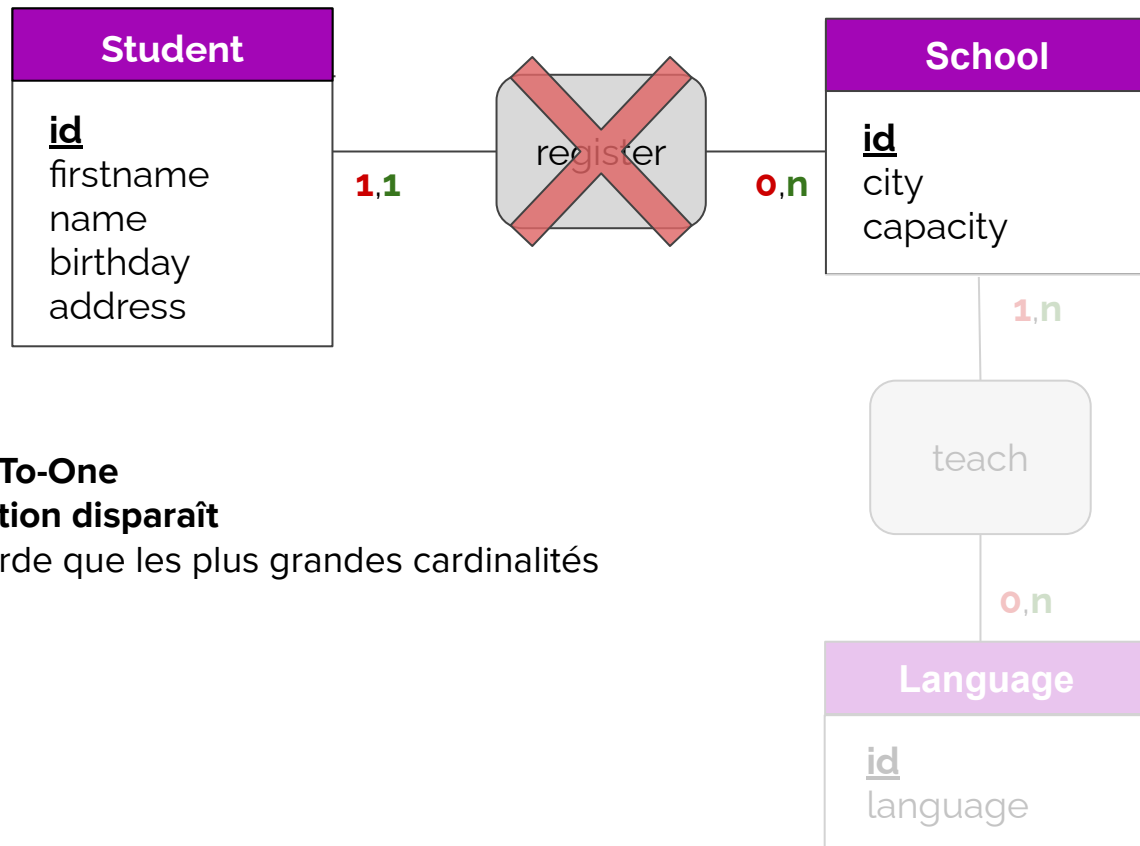 Student
id
firstname
name
birthday
address
1,1
register
0,n
School
id
city
capacity
1,n
teach
0,n
Language
id
language
To-One
tion disparaît
rde que les plus grandes cardinalités